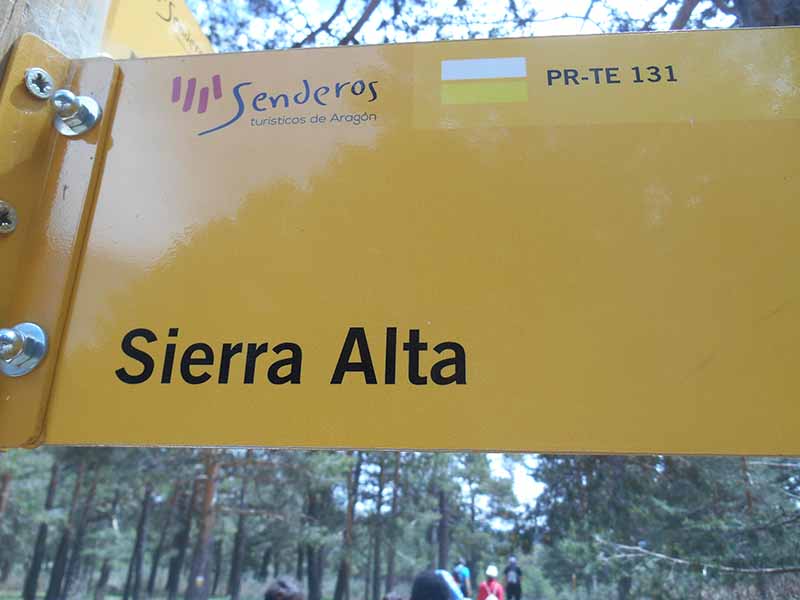 Senderos
turísticos de Aragón
PR-TE 131
Sierra Alta